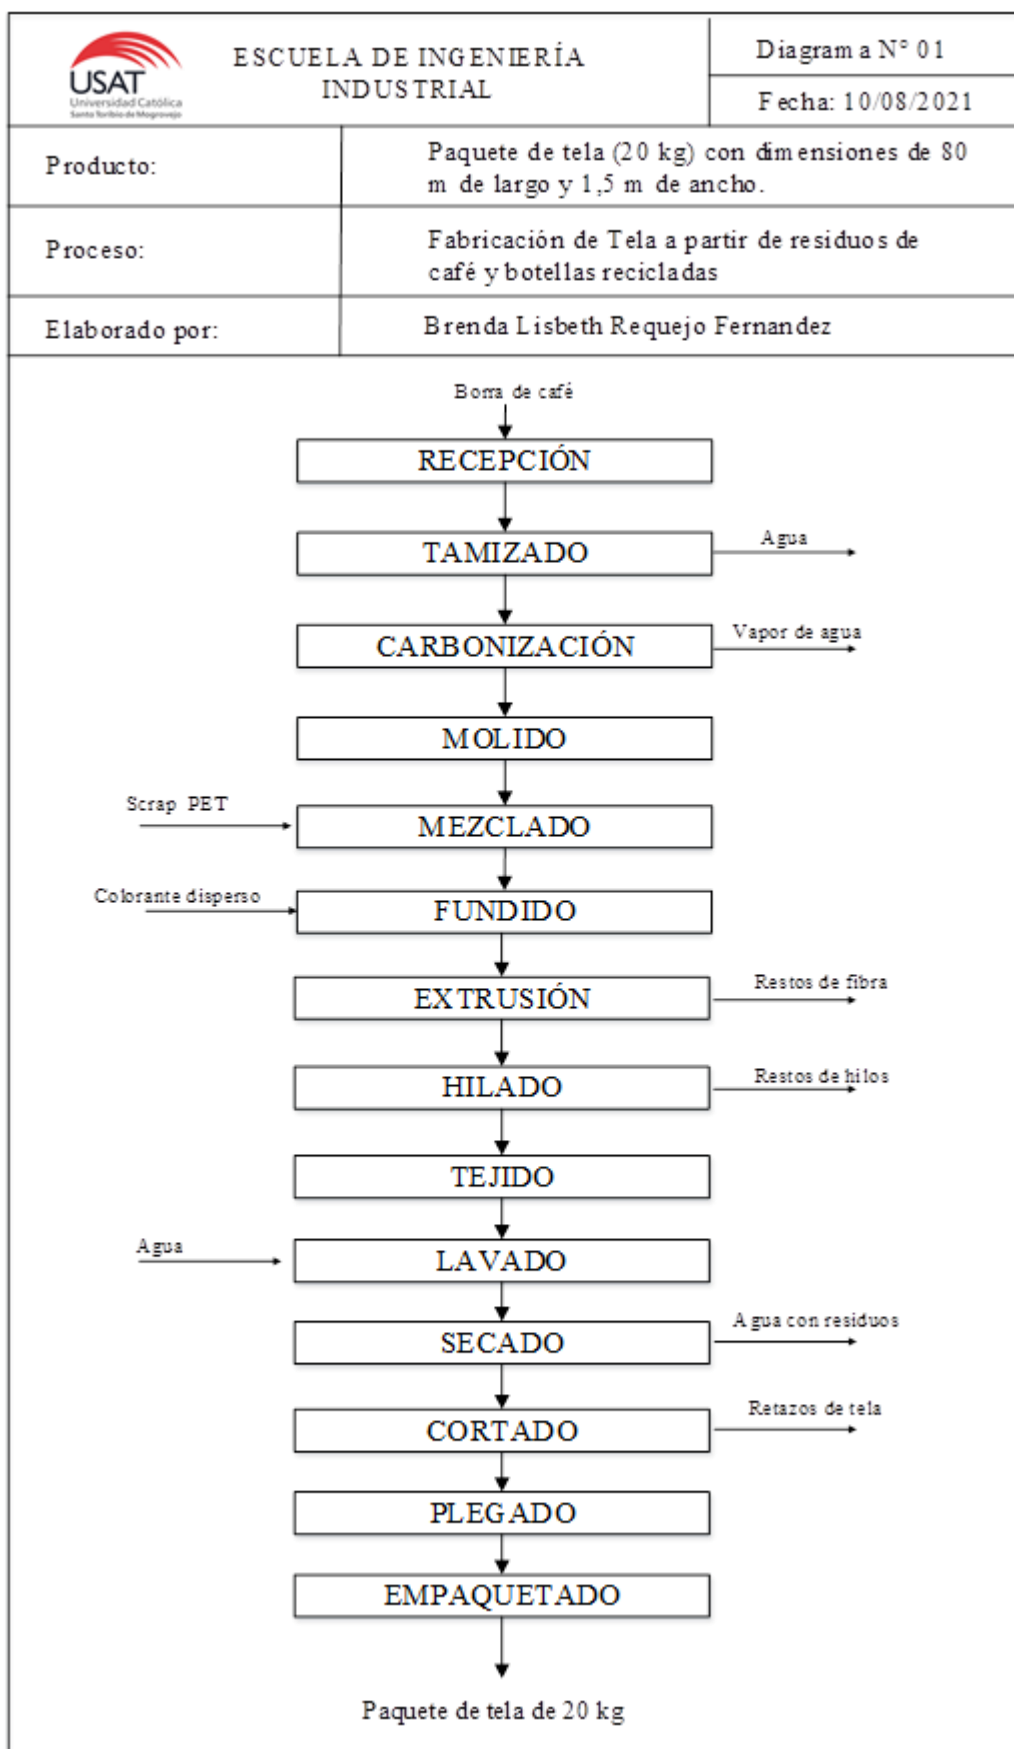 USAT
Universidad Católica
Santo Toribio de Mogrovejo
ESCUELA DE INGENIERÍA
INDUSTRIAL
Diagrama N° 01
Fecha: 10/08/2021
Producto:
Paquete de tela (20 kg) con dimensiones de 80
m de largo y 1,5 m de ancho.
Proceso:
Fabricación de Tela a partir de residuos de
café y botellas recicladas
Elaborado por:
Brenda Lisbeth Requejo Fernandez
Borra de café
RECEPCIÓN
TAMIZADO
Agua
CARBONIZACIÓN
Vapor de agua
MOLIDO
Scrap PET
MEZCLADO
Colorante disperso
FUNDIDO
EXTRUSIÓN
Restos de fibra
HILADO
Restos de hilos
TEJIDO
Agua
LAVADO
SECADO
Agua con residuos
CORTADO
Retazos de tela
PLEGADO
EMPAQUETADO
Paquete de tela de 20 kg